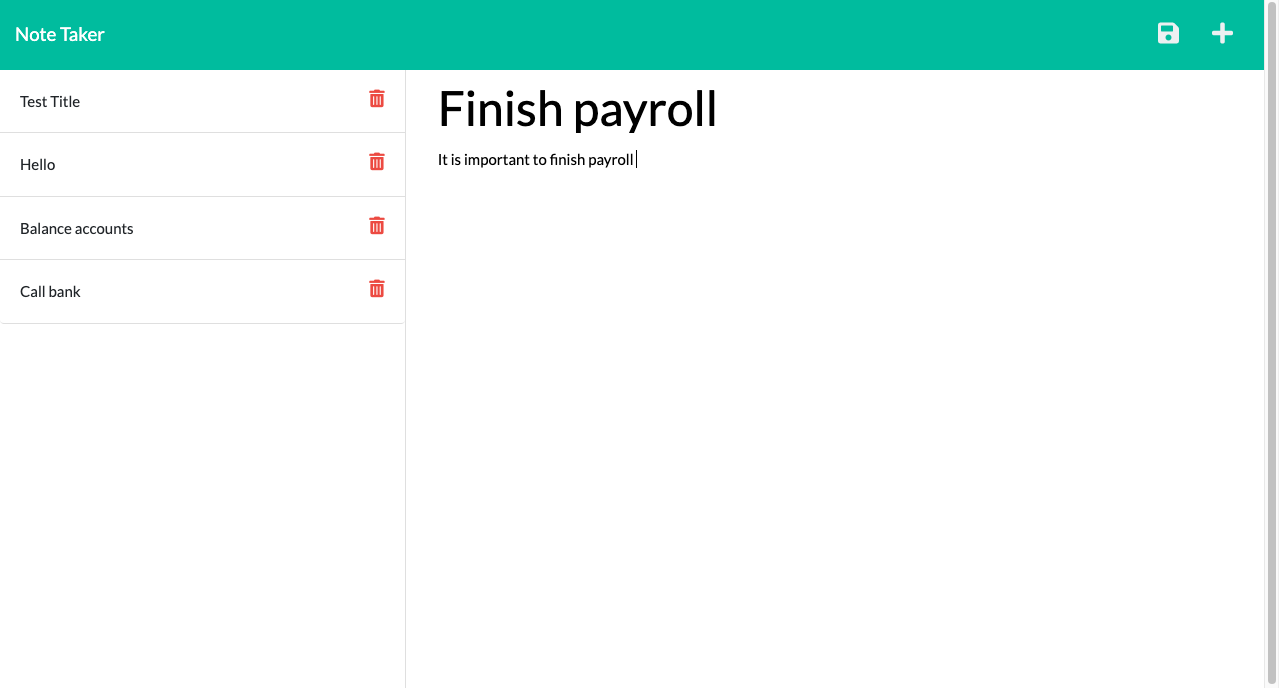 Note Taker
Test Title
Hello
Balance accounts
Call bank
Finish payroll
It is important to finish payroll